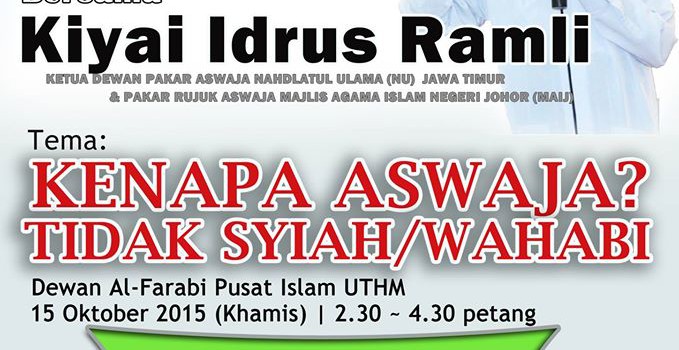 Bersama
Kiyai Idrus Ramli
KETUA DEWAN PAKAR ASWAJA NAHDLATUL ULAMA (NU) JAWA TIMUR
& PAKAR RUJUK ASWAJA MAJLIS AGAMA ISLAM NEGERI JOHOR (MAIJ)
Tema:
KENAPA ASWAJA?
TIDAK SYIAH/WAHABI
Dewan Al-Farabi Pusat Islam UTHM
15 Oktober 2015 (Khamis) | 2.30 ~ 4.30 petang